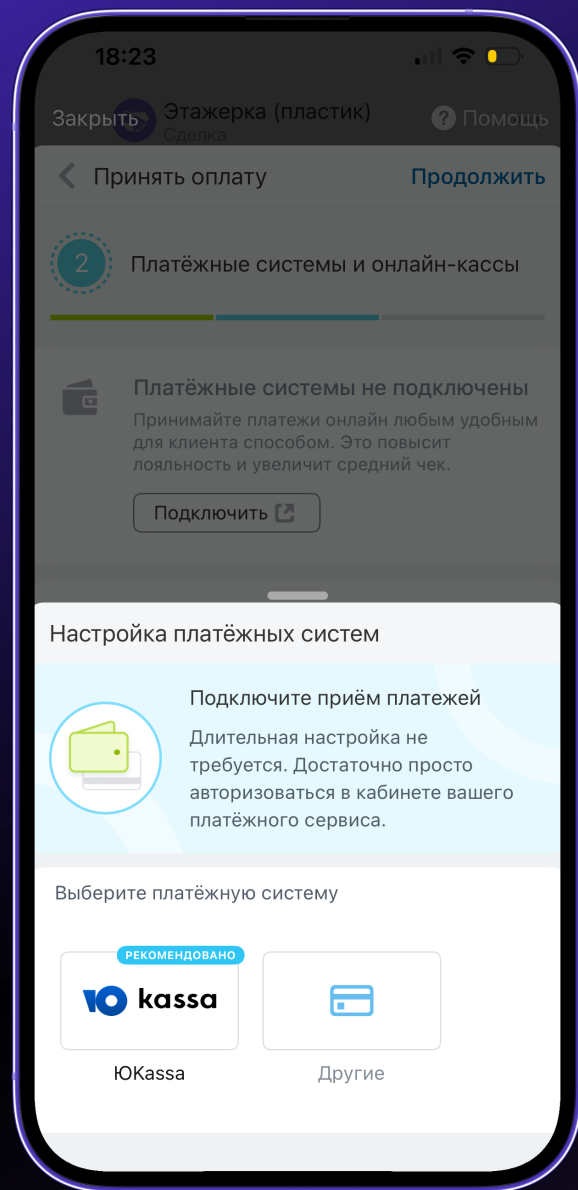 18:23
Закрыть
Этажерка (пластик)
Сделка
? Помощь
Принять оплату
Продолжить
2
Платёжные системы и онлайн-кассы
Платёжные системы не подключены
Принимайте платежи онлайн любым удобным
для клиента способом. Это повысит
лояльность и увеличит средний чек.
Подключить
Настройка платёжных систем
Подключите приём платежей
Длительная настройка не
требуется. Достаточно просто
авторизоваться в кабинете вашего
платёжного сервиса.
Выберите платёжную систему
РЕКОМЕНДОВАНО
Ю kassa
ЮKassa
Другие